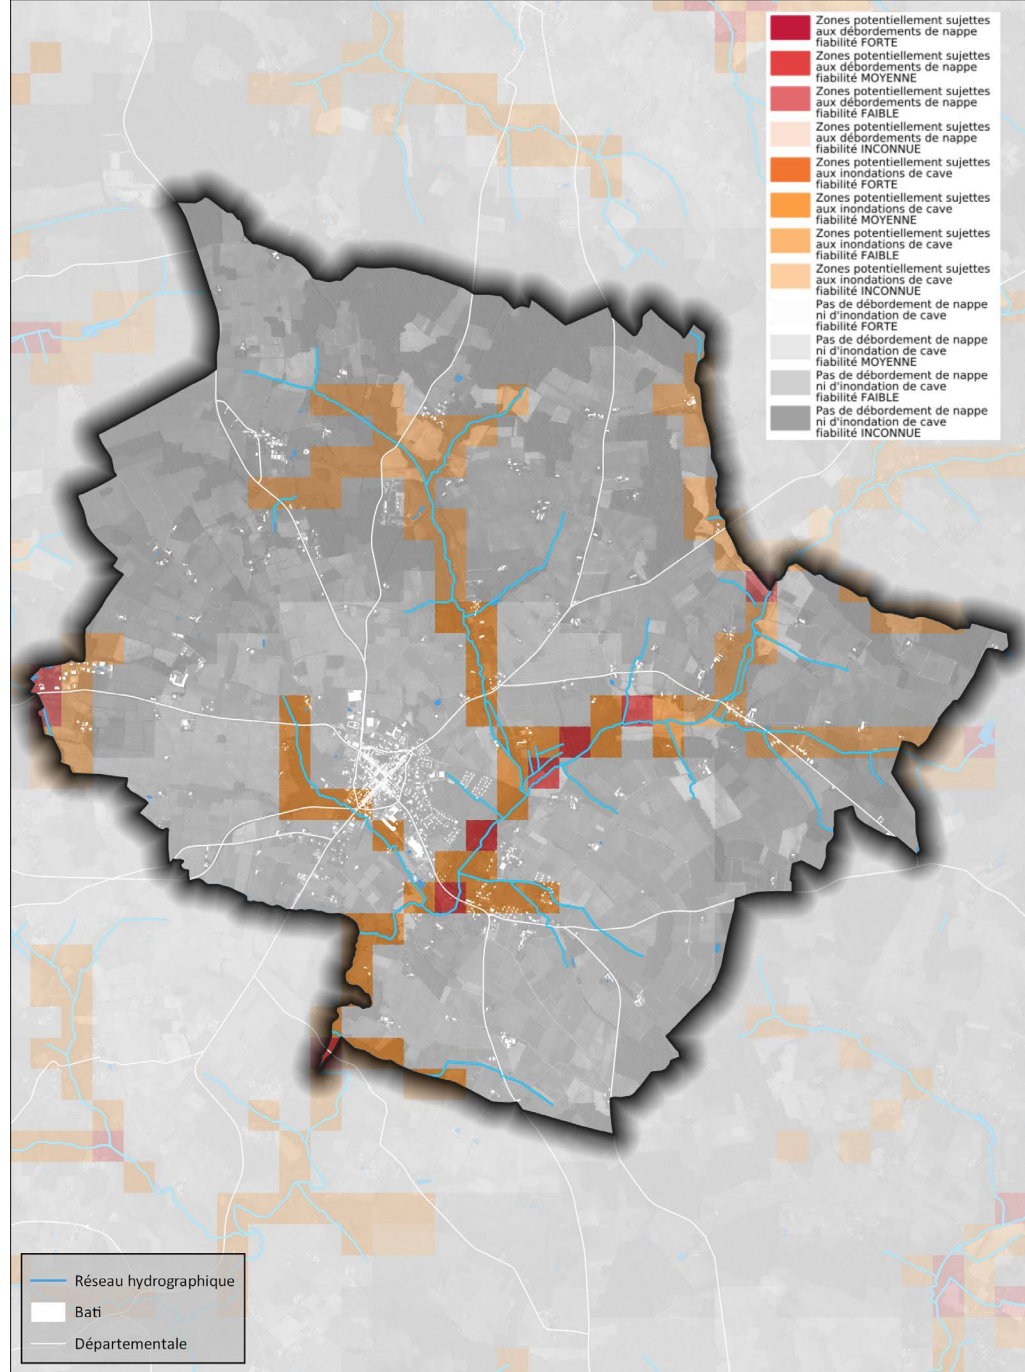 Zones potentiellement sujettes
aux débordements de nappe
fiabilité FORTE
Zones potentiellement sujettes
aux débordements de nappe
fiabilité MOYENNE
Zones potentiellement sujettes
aux débordements de nappe
fiabilité FAIBLE
Zones potentiellement sujettes
aux débordements de nappe
fiabilité INCONNUE
Zones potentiellement sujettes
aux inondations de cave
fiabilité FORTE
Zones potentiellement sujettes
aux inondations de cave
fiabilité MOYENNE
Zones potentiellement sujettes
aux inondations de cave
fiabilité FAIBLE
Zones potentiellement sujettes
aux inondations de cave
fiabilité INCONNUE
Pas de débordement de nappe
ni d'inondation de cave
fiabilité FORTE
Pas de débordement de nappe
ni d'inondation de cave
fiabilité MOYENNE
Pas de débordement de nappe
ni d'inondation de cave
fiabilité FAIBLE
Pas de débordement de nappe
ni d'inondation de cave
fiabilité INCONNUE
Réseau hydrographique
Bati
Départementale